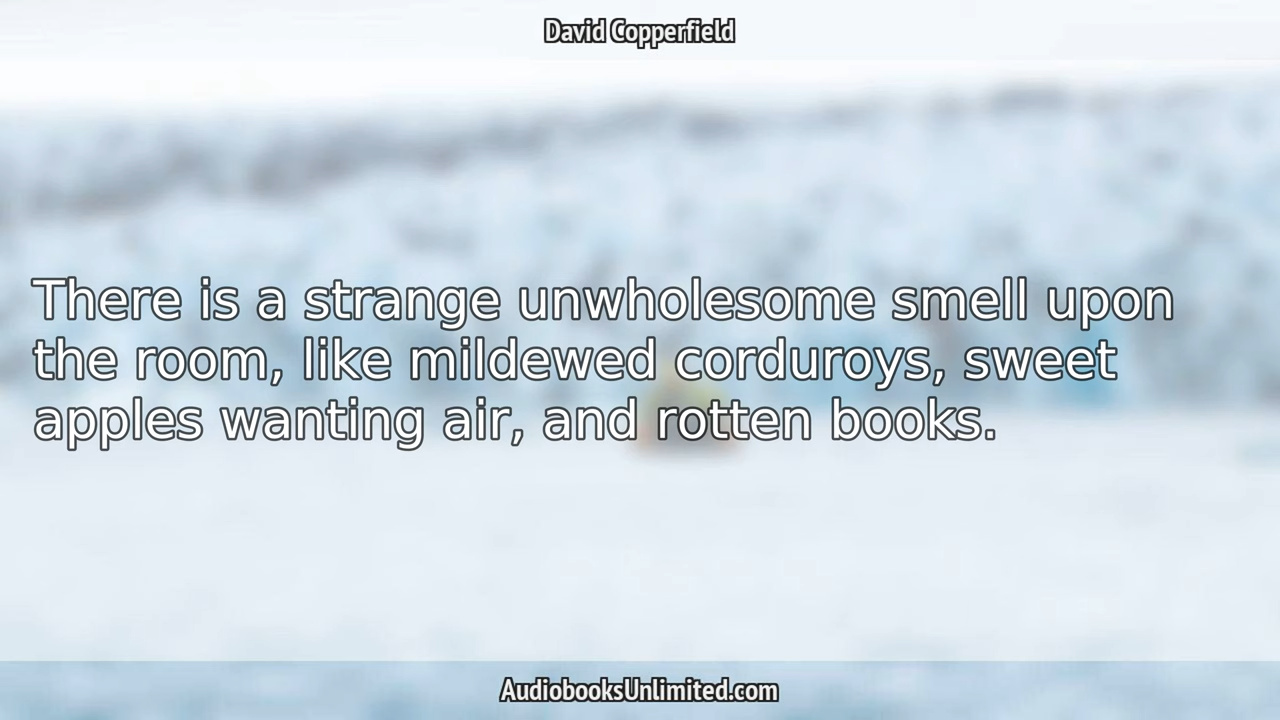 David Copperfield
There is a strange unwholesome smell upon
the room, like mildewed corduroys, sweet
apples wanting air, and rotten books.
AudiobooksUnlimited.com